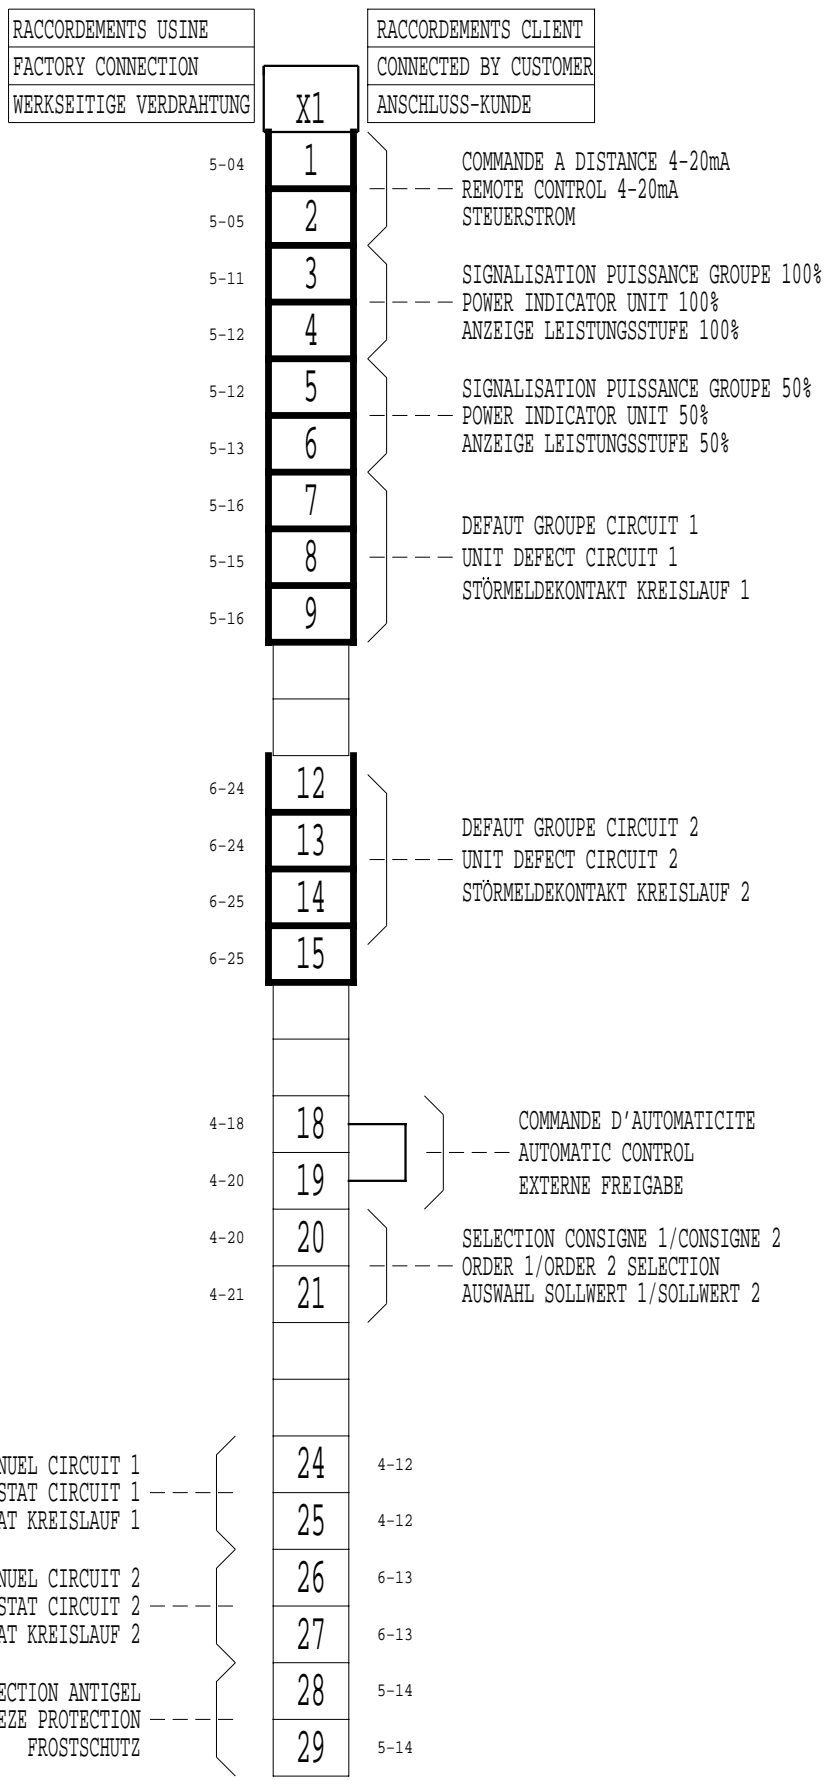 RACCORDEMENTS USINE
FACTORY CONNECTION
WERKSEITIGE VERDRAHTUNG
RACCORDEMENTS CLIENT
CONNECTED BY CUSTOMER
ANSCHLUSS-KUNDE
X1
5-04 1
5-05 2
COMMANDE A DISTANCE 4-20mA
REMOTE CONTROL 4-20mA
STEUERSTROM
5-11 3
5-12 4
SIGNALISATION PUISSANCE GROUPE 100%
POWER INDICATOR UNIT 100%
ANZEIGE LEISTUNGSSTUFE 100%
5-12 5
5-13 6
SIGNALISATION PUISSANCE GROUPE 50%
POWER INDICATOR UNIT 50%
ANZEIGE LEISTUNGSSTUFE 50%
5-16 7
5-15 8
5-16 9
DEFAUT GROUPE CIRCUIT 1
UNIT DEFECT CIRCUIT 1
STÖRMELDEKONTAKT KREISLAUF 1
6-24 12
6-24 13
6-25 14
6-25 15
DEFAUT GROUPE CIRCUIT 2
UNIT DEFECT CIRCUIT 2
STÖRMELDEKONTAKT KREISLAUF 2
4-18 18
4-20 19
COMMANDE D'AUTOMATICITE
AUTOMATIC CONTROL
EXTERNE FREIGABE
4-20 20
4-21 21
SELECTION CONSIGNE 1/CONSIGNE 2
ORDER 1/ORDER 2 SELECTION
AUSWAHL SOLLWERT 1/SOLLWERT 2
CIRCUIT 1
CIRCUIT 1
KREISLAUF 1
24 4-12
25 4-12
CIRCUIT 2
CIRCUIT 2
KREISLAUF 2
26 6-13
27 6-13
ANTIGEL
PROTECTION
FROSTSCHUTZ
28 5-14
29 5-14